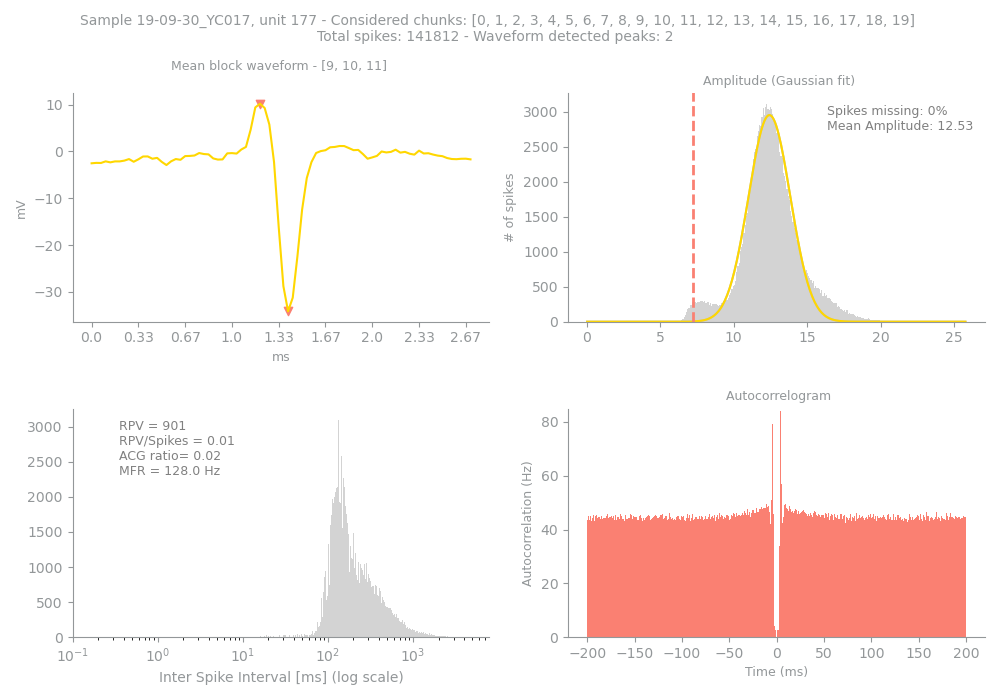 Sample 19-09-30_YC017, unit 177 - Considered chunks: [0, 1, 2, 3, 4, 5, 6, 7, 8, 9, 10, 11, 12, 13, 14, 15, 16, 17, 18, 19]
Total spikes: 141812 - Waveform detected peaks: 2
Mean block waveform - [9, 10, 11]
10
0
−10
−20
−30
mV
0.0 0.33 0.67 1.0 1.33 1.67 2.0 2.33 2.67
ms
Amplitude (Gaussian fit)
Spikes missing: 0%
Mean Amplitude: 12.53
3000
2500
2000
1500
1000
500
0
# of spikes
0 5 10 15 20 25
RPV = 901
RPV/Spikes = 0.01
ACG ratio= 0.02
MFR = 128.0 Hz
3000
2500
2000
1500
1000
500
0
10⁻¹ 10⁰ 10¹ 10² 10³
Inter Spike Interval [ms] (log scale)
Autocorrelogram
80
60
40
20
0
Autocorrelation (Hz)
−200 −150 −100 −50 0 50 100 150 200
Time (ms)